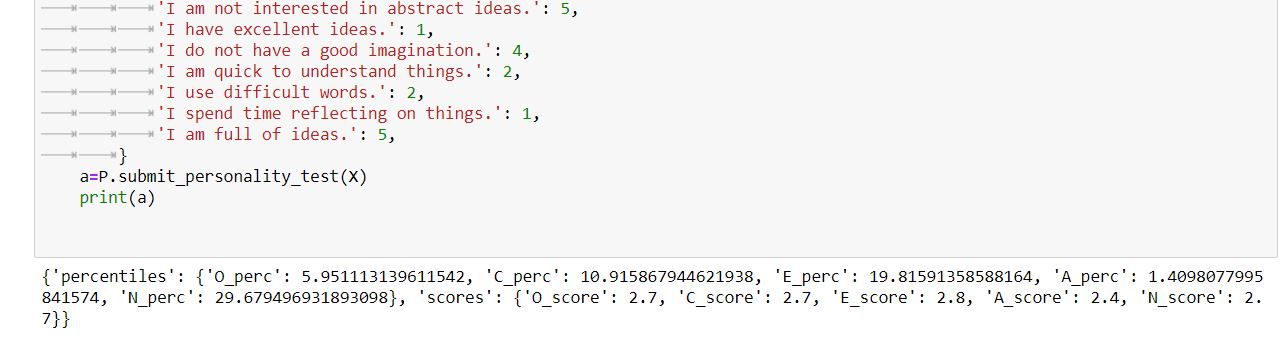 'I am not interested in abstract ideas.': 5,
'I have excellent ideas.': 1,
'I do not have a good imagination.': 4,
'I am quick to understand things.': 2,
'I use difficult words.': 2,
'I spend time reflecting on things.': 1,
'I am full of ideas.': 5,
}
a=P.submit_personality_test(X)
print(a)
{'percentiles': {'O_perc': 5.951113139611542, 'C_perc': 10.915867944621938, 'E_perc': 19.81591358588164, 'A_perc': 1.4098077995
841574, 'N_perc': 29.679496931893098}, 'scores': {'O_score': 2.7, 'C_score': 2.7, 'E_score': 2.8, 'A_score': 2.4, 'N_score': 2.
7}}